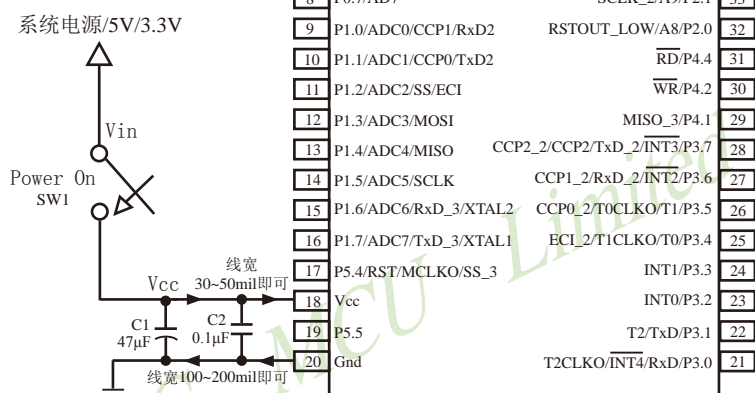 8 P0.7/AD7 SCLK_2/A9/P2.1 33
系统电源/5V/3.3V
9 P1.0/ADC0/CCP1/RxD2 RSTOUT_LOW/A8/P2.0 32
10 P1.1/ADC1/CCP0/TxD2 RD/P4.4 31
11 P1.2/ADC2/SS/ECI WR/P4.2 30
12 P1.3/ADC3/MOSI MISO_3/P4.1 29
Vin
13 P1.4/ADC4/MISO CCP2_2/CCP2/TxD_2/INT3/P3.7 28
Power On
SW1
14 P1.5/ADC5/SCLK CCP1_2/RxD_2/INT2/P3.6 27
15 P1.6/ADC6/RxD_3/XTAL2 CCP0_2/T0CLKO/T1/P3.5 26
16 P1.7/ADC7/TxD_3/XTAL1 ECI_2/T1CLKO/T0/P3.4 25
线宽
17 P5.4/RST/MCLKO/SS_3 INT1/P3.3 24
Vcc 30~50mil即可
18 Vcc INT0/P3.2 23
C1 C2
47μF 0.1μF
19 P5.5 T2/TxD/P3.1 22
20 Gnd T2CLKO/INT4/RxD/P3.0 21
线宽100~200mil即可
MCU Limited